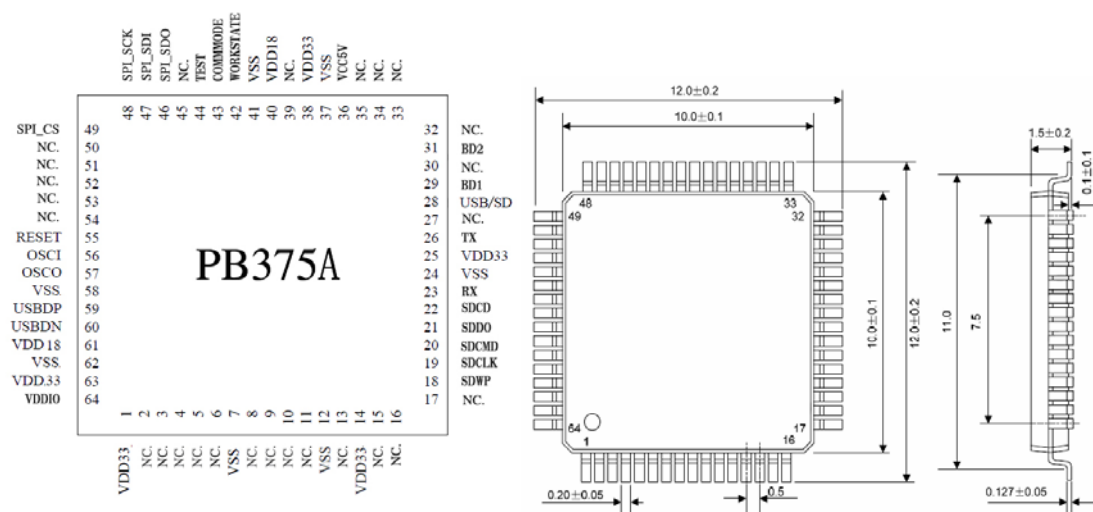 SPI_SCK
SPI_SDI
SPI_SDO
NC.
TEST
COMMMODE
WORKSTATE
VSS
VDD18
NC.
VDD33
VSS
VCC5V
NC.
NC.
NC.
48 47 46 45 44 43 42 41 40 39 38 37 36 35 34 33
SPI_CS 49
NC. 50
NC. 51
NC. 52
NC. 53
NC. 54
RESET 55
OSCI 56
OSCO 57
VSS 58
USBDP 59
USBDN 60
VDD18 61
VSS. 62
VDD.33 63
VDDIO 64
PB375A
32 NC.
31 BD2
30 NC.
29 BD1
28 USB/SD
27 NC.
26 TX
25 VDD33
24 VSS
23 RX
22 SDCD
21 SDDO
20 SDCMD
19 SDCLK
18 SDWP
17 NC.
1 2 3 4 5 6 7 8 9 10 11 12 13 14 15 16
VDD33
NC.
NC.
NC.
NC.
NC.
VSS
NC.
NC.
NC.
NC.
VSS
NC.
VDD33
NC.
NC.
12.0±0.2
10.0±0.1
48 33
49 32
64 17
1 16
10.0±0.1
12.0±0.2
0.20±0.05
0.5
1.5±0.2
0.1±0.1
11.0
7.5
0.127±0.05